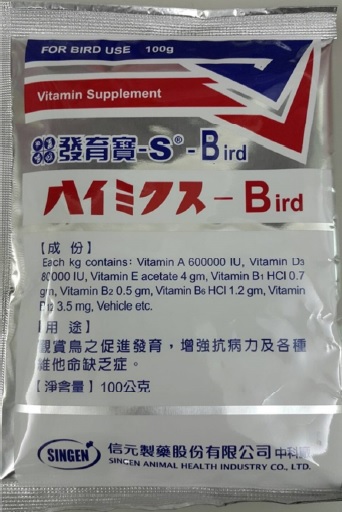 FOR BIRD USE 100g
Vitamin Supplement
發育寶-S®-Bird
ハイミクス-Bird
【成份】
Each kg contains: Vitamin A 600000 IU, Vitamin D3
80000 IU, Vitamin E acetate 4 gm, Vitamin B1 HCl 0.7
gm, Vitamin B2 0.5 gm, Vitamin B6 HCl 1.2 gm, Vitamin
B12 3.5 mg, Vehicle etc.
【用途】
觀賞鳥之促進發育，增強抗病力及各種
維他命缺乏症。
【淨含量】100公克
SINGEN® 信元製藥股份有限公司中科廠
SINGEN ANIMAL HEALTH INDUSTRY CO., LTD.